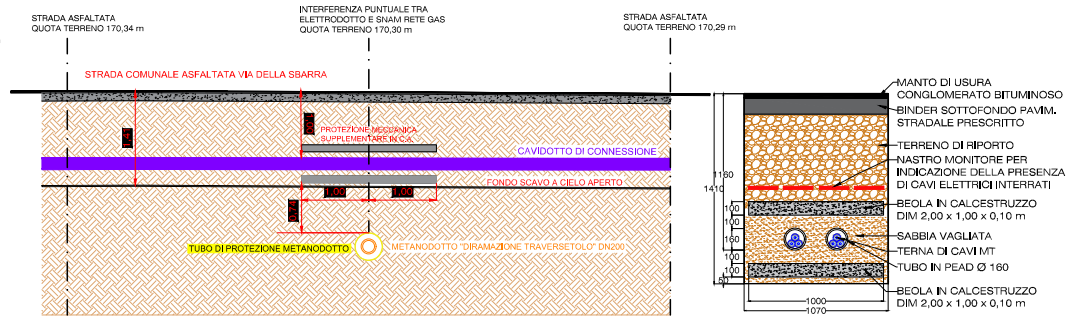 STRADA ASFALTATA
QUOTA TERRENO 170,34 m
INTERFERENZA PUNTUALE TRA
ELETTRODOTTO E SNAM RETE GAS
QUOTA TERRENO 170,30 m
STRADA ASFALTATA
QUOTA TERRENO 170,29 m
STRADA COMUNALE ASFALTATA VIA DELLA SBARRA
1,41
PROTEZIONE MECCANICA
SUPPLEMENTARE IN C.A.
CAVIDOTTO DI CONNESSIONE
FONDO SCAVO A CIELO APERTO
1,00
1,00
TUBO DI PROTEZIONE METANODOTTO
METANODOTTO "DIRAMAZIONE TRAVERSETOLO" DN200
MANTO DI USURA
CONGLOMERATO BITUMINOSO
BINDER SOTTOFONDO PAVIM.
STRADALE PRESCRITTO
TERRENO DI RIPORTO
NASTRO MONITORE PER
INDICAZIONE DELLA PRESENZA
DI CAVI ELETTRICI INTERRATI
BEOLA IN CALCESTRUZZO
DIM 2,00 x 1,00 x 0,10 m
SABBIA VAGLIATA
TERNA DI CAVI MT
TUBO IN PEAD Ø 160
BEOLA IN CALCESTRUZZO
DIM 2,00 x 1,00 x 0,10 m
1410
1160
100
100
160
100
100
50
1000
1070